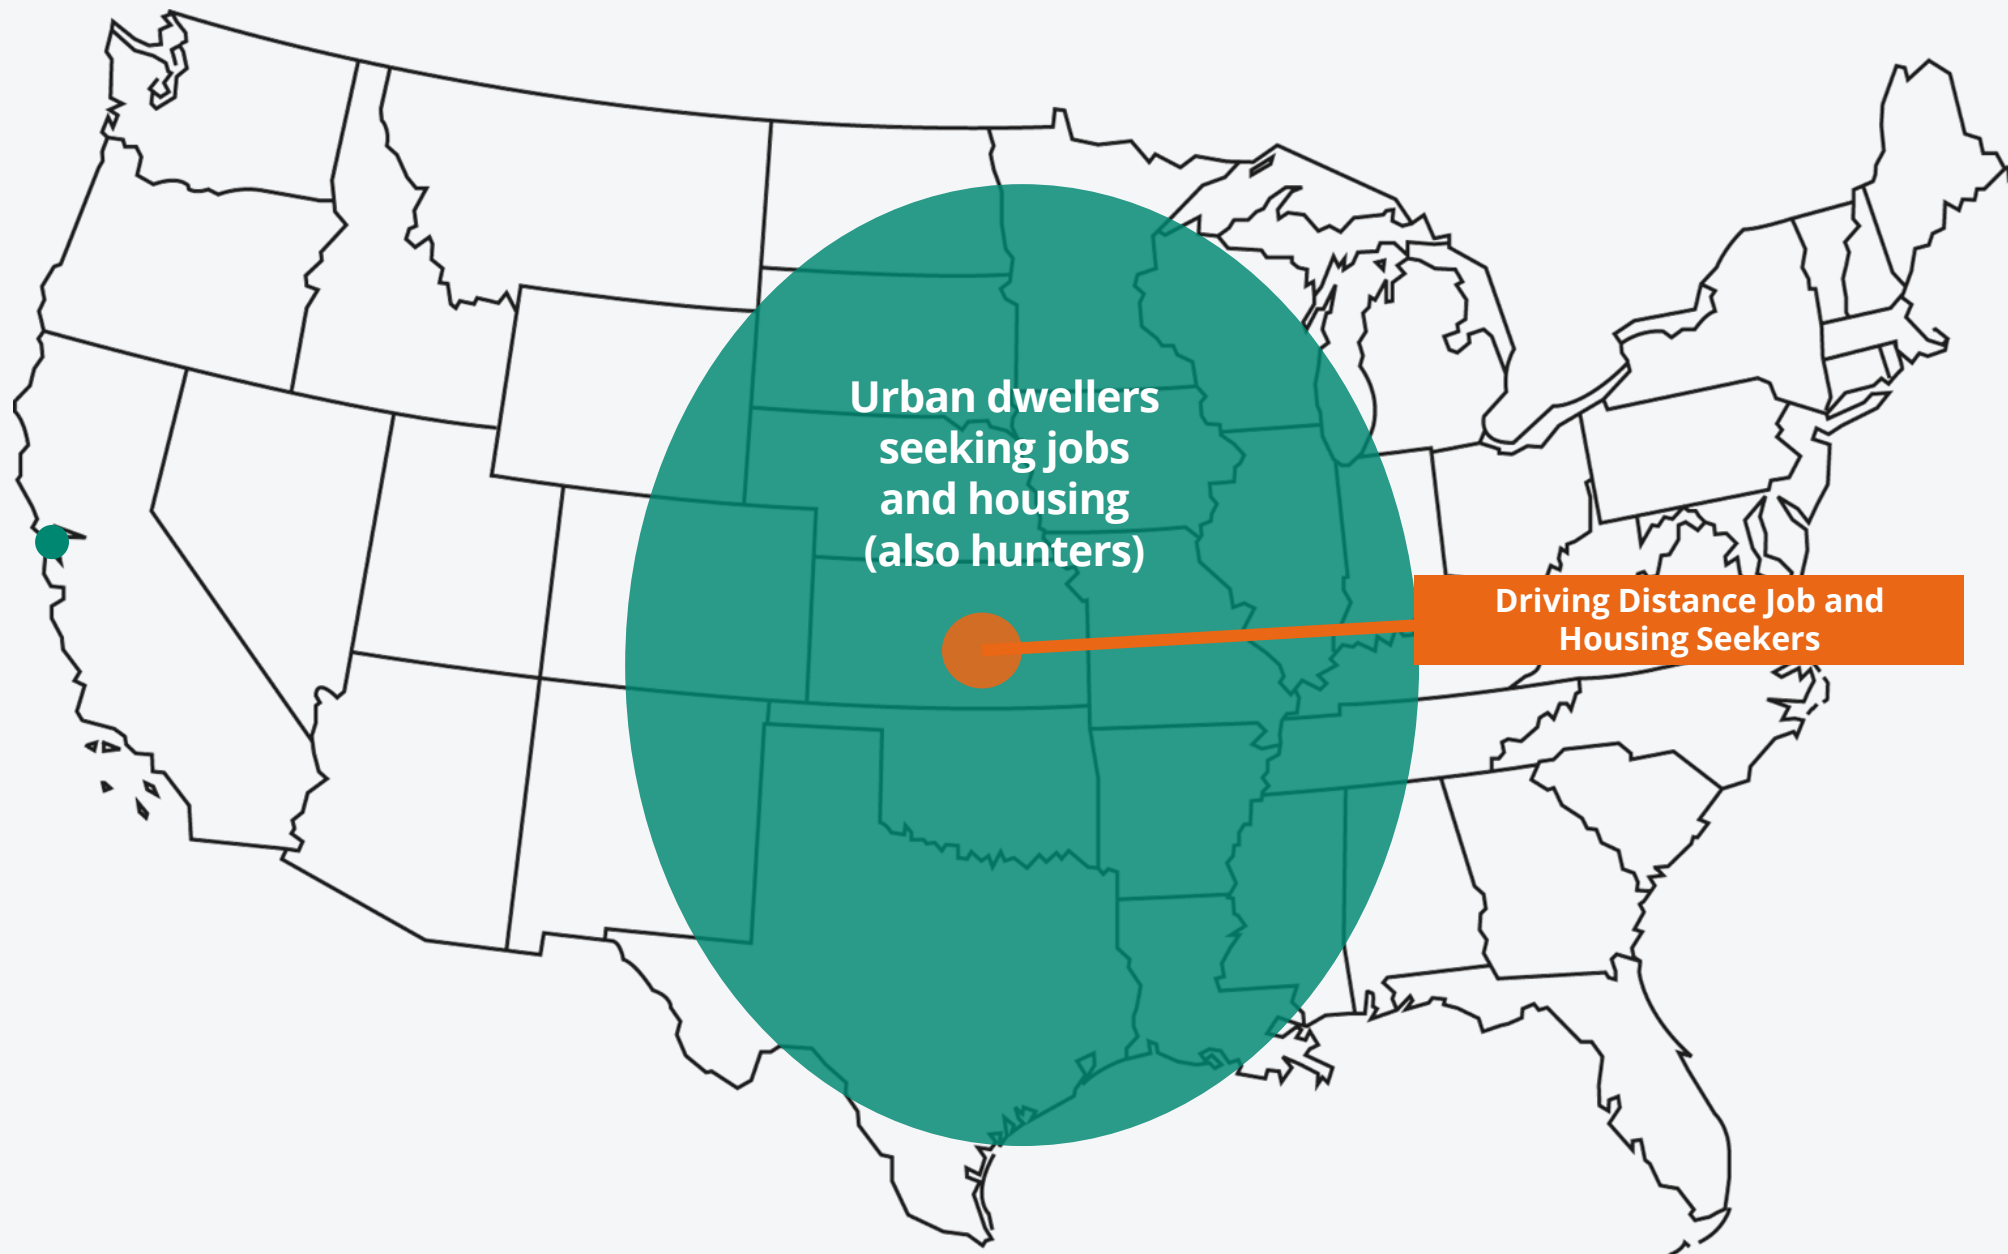 Urban dwellers
seeking jobs
and housing
(also hunters)
Driving Distance Job and
Housing Seekers